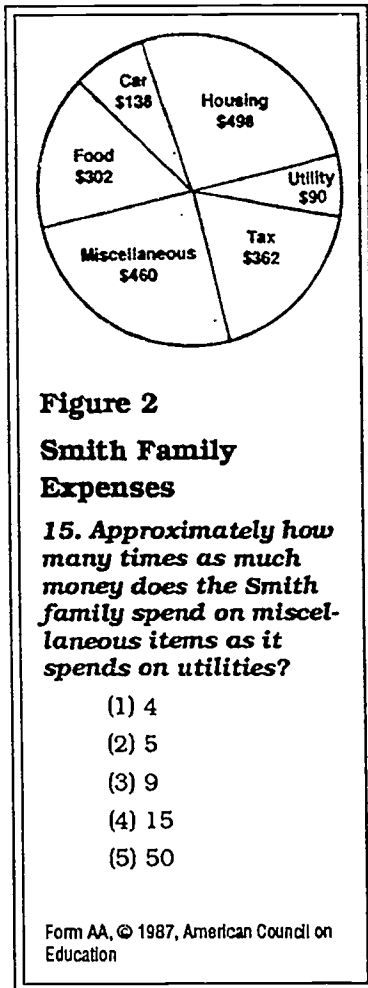 Car
$138
Housing
$498
Food
$302
Utility
$90
Miscellaneous
$460
Tax
$362
Figure 2
Smith Family
Expenses
15. Approximately how
many times as much
money does the Smith
family spend on miscel-
laneous items as it
spends on utilities?
(1) 4
(2) 5
(3) 9
(4) 15
(5) 50
Form AA, © 1987, American Council on
Education